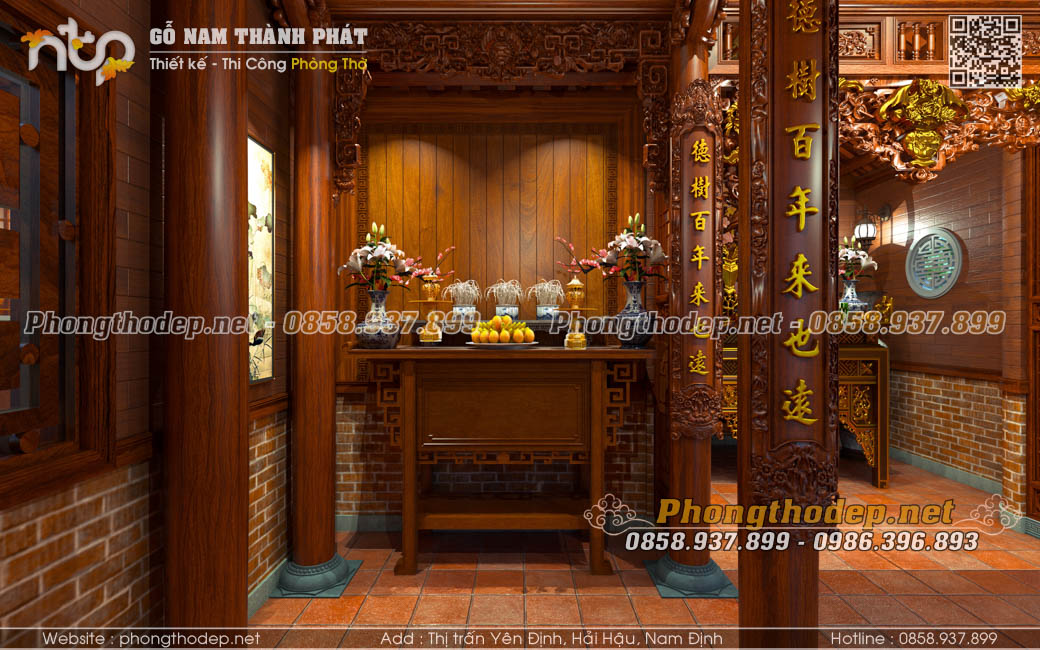 ntp
GỖ NAM THÀNH PHÁT
Thiết kế - Thi Công Phòng Thờ
德樹百年來也遠
德樹百年來也遠
Phongthodep.net - 0858.937.899
Phongthodep.net - 0858.937.899
Phongthodep.net
0858.937.899 - 0986.396.893
Website : phongthodep.net
Add : Thị trấn Yên Định, Hải Hậu, Nam Định
Hotline : 0858.937.899